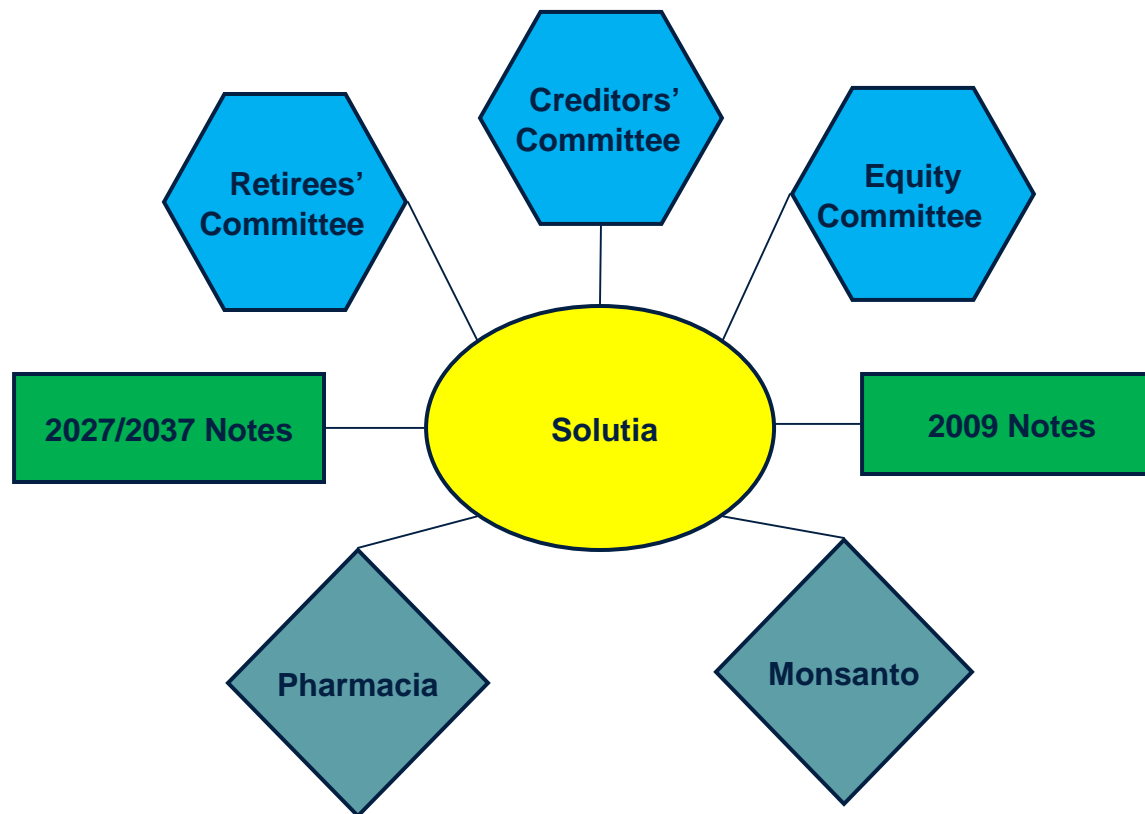 Creditors’
Committee
Retirees’
Committee
Equity
Committee
2027/2037 Notes
Solutia
2009 Notes
Pharmacia
Monsanto